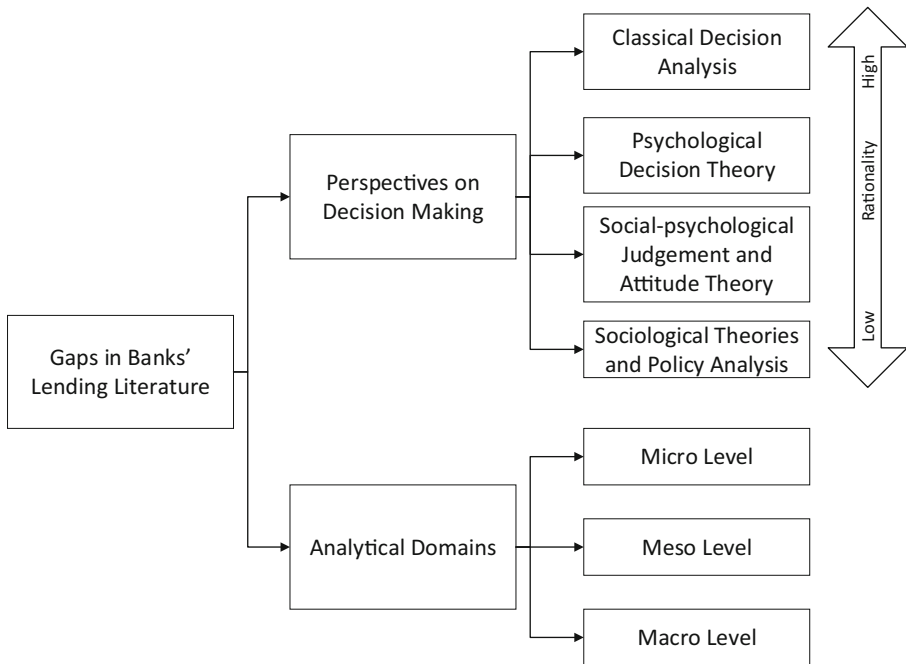 Classical Decision
Analysis
High
Psychological
Decision Theory
Perspectives on
Decision Making
Rationality
Social-psychological
Judgement and
Attitude Theory
Low
Sociological Theories
and Policy Analysis
Gaps in Banks’
Lending Literature
Micro Level
Analytical Domains
Meso Level
Macro Level